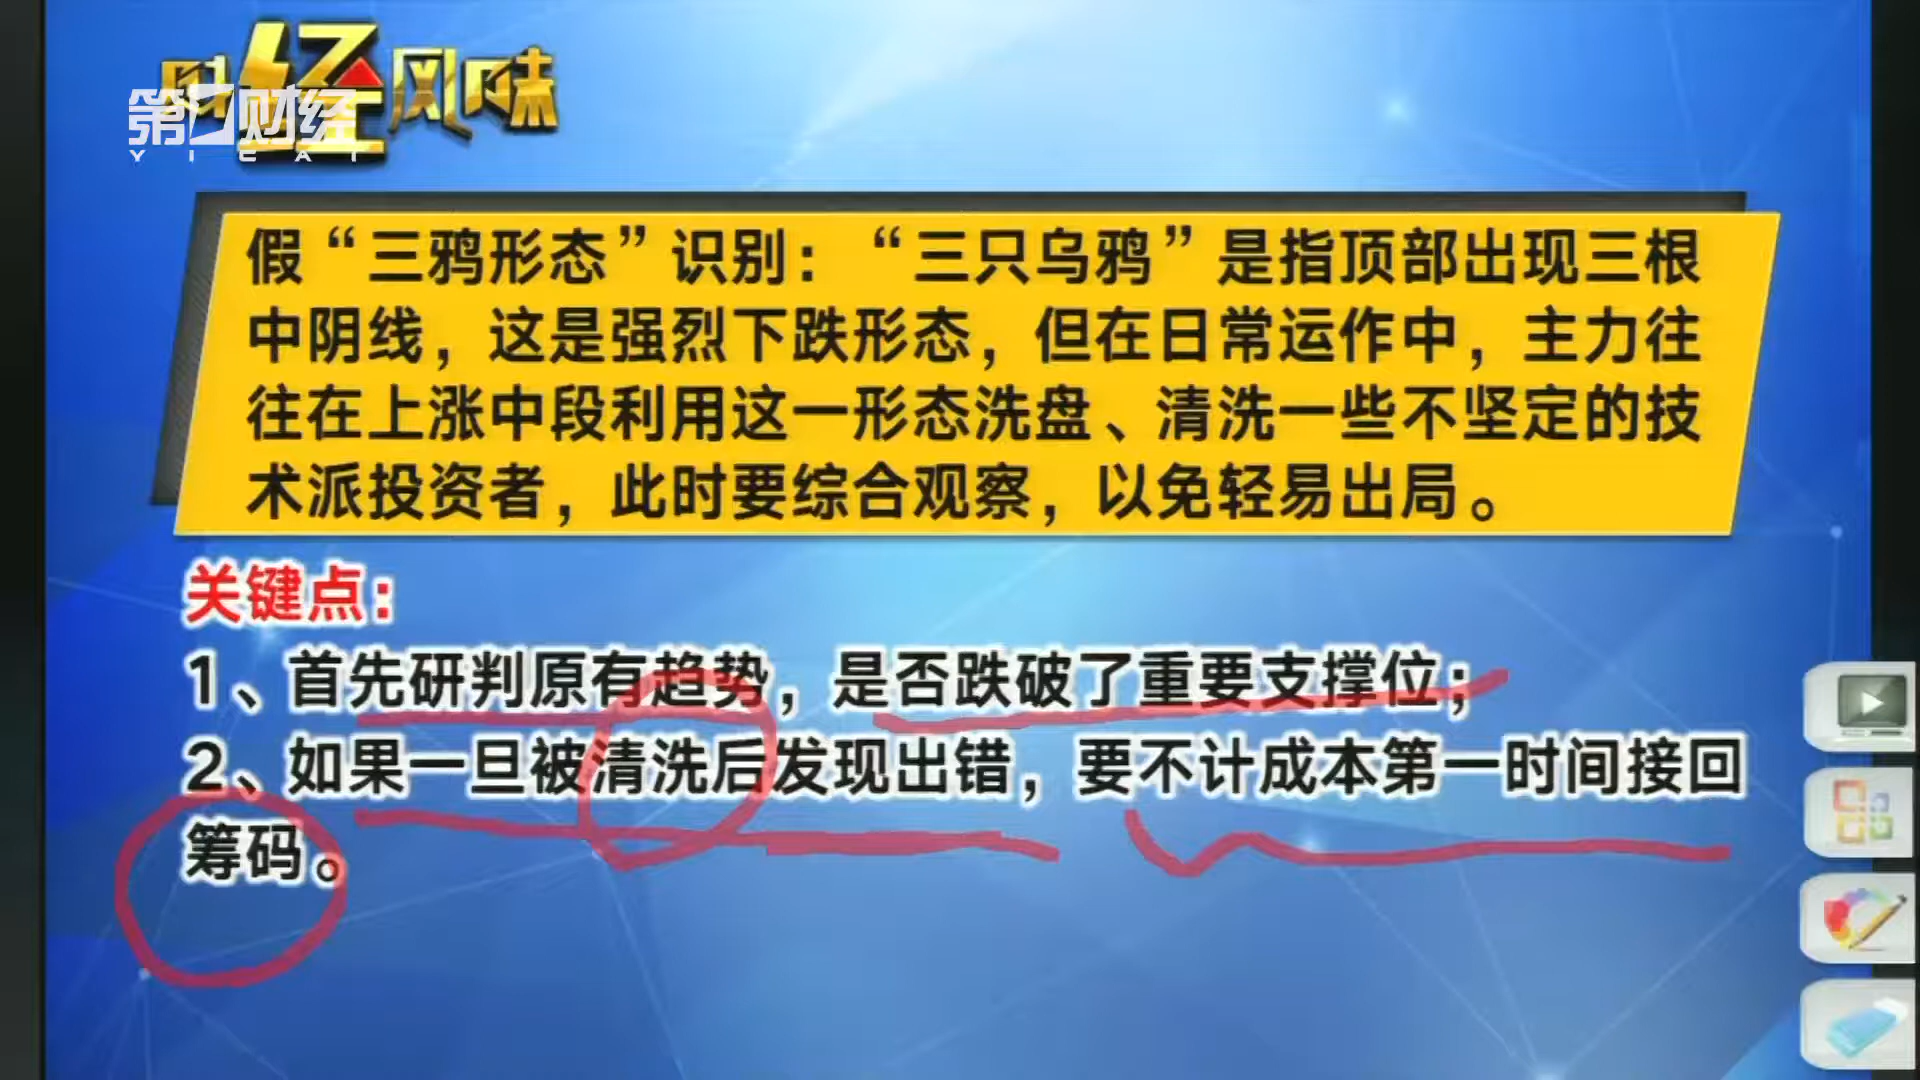 财经风味
第一财经
YICAI
假“三鸦形态”识别：“三只乌鸦”是指顶部出现三根
中阴线，这是强烈下跌形态，但在日常运作中，主力往
往在上涨中段利用这一形态洗盘、清洗一些不坚定的技
术派投资者，此时要综合观察，以免轻易出局。
关键点：
1、首先研判原有趋势，是否跌破了重要支撑位；
2、如果一旦被清洗后发现出错，要不计成本第一时间接回
筹码。